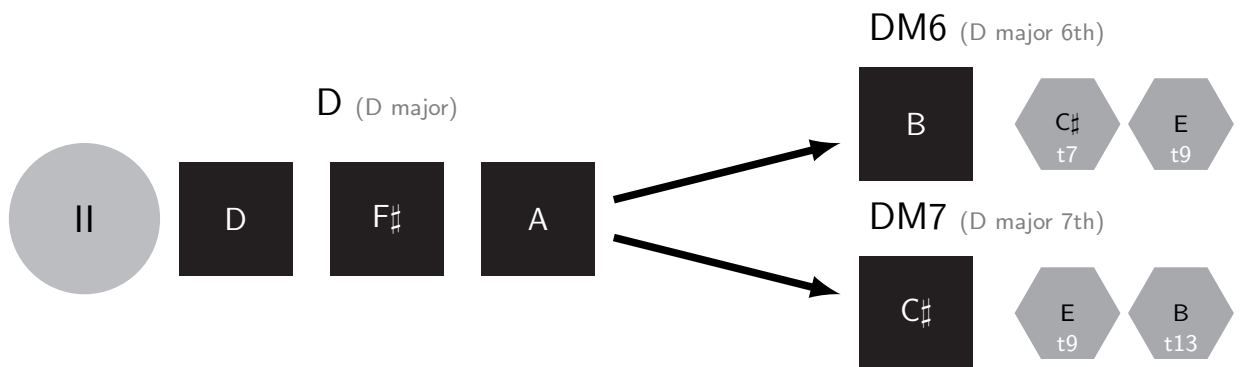 DM6 (D major 6th)
B C♯ t7 E t9
D (D major)
II D F♯ A
DM7 (D major 7th)
C♯ E t9 B t13